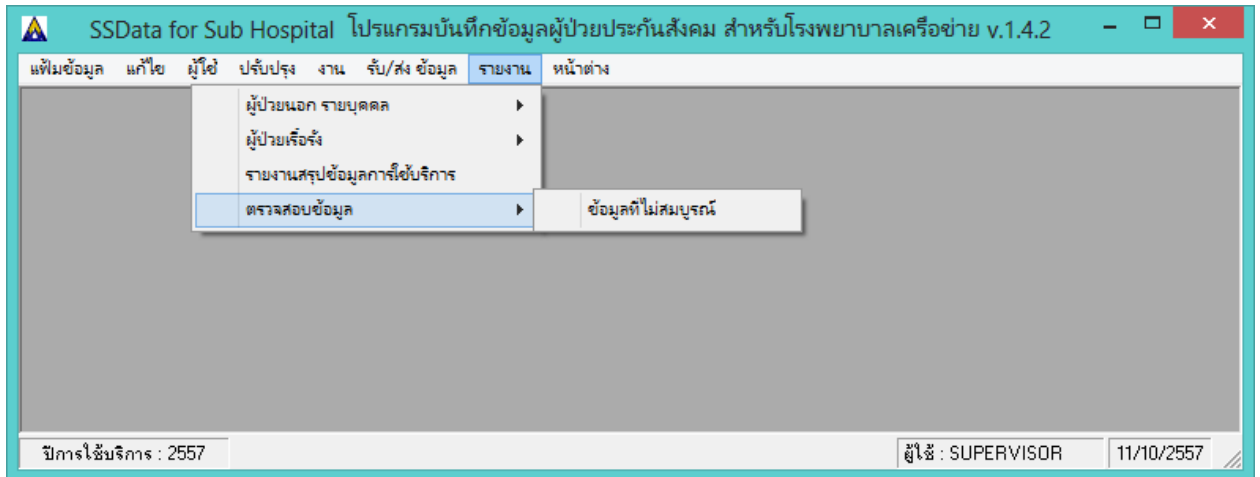 SSData for Sub Hospital โปรแกรมบันทึกข้อมูลผู้ป่วยประกันสังคม สำหรับโรงพยาบาลเครือข่าย v.1.4.2
แฟ้มข้อมูล แก้ไข ผู้ใช้ ปรับปรุง งาน รับ/ส่ง ข้อมูล รายงาน หน้าต่าง
ผู้ป่วยนอก รายบุคคล
ผู้ป่วยเรื้อรัง
รายงานสรุปข้อมูลการใช้บริการ
ตรวจสอบข้อมูล
ข้อมูลที่ไม่สมบูรณ์
ปีการใช้บริการ : 2557 ผู้ใช้ : SUPERVISOR 11/10/2557